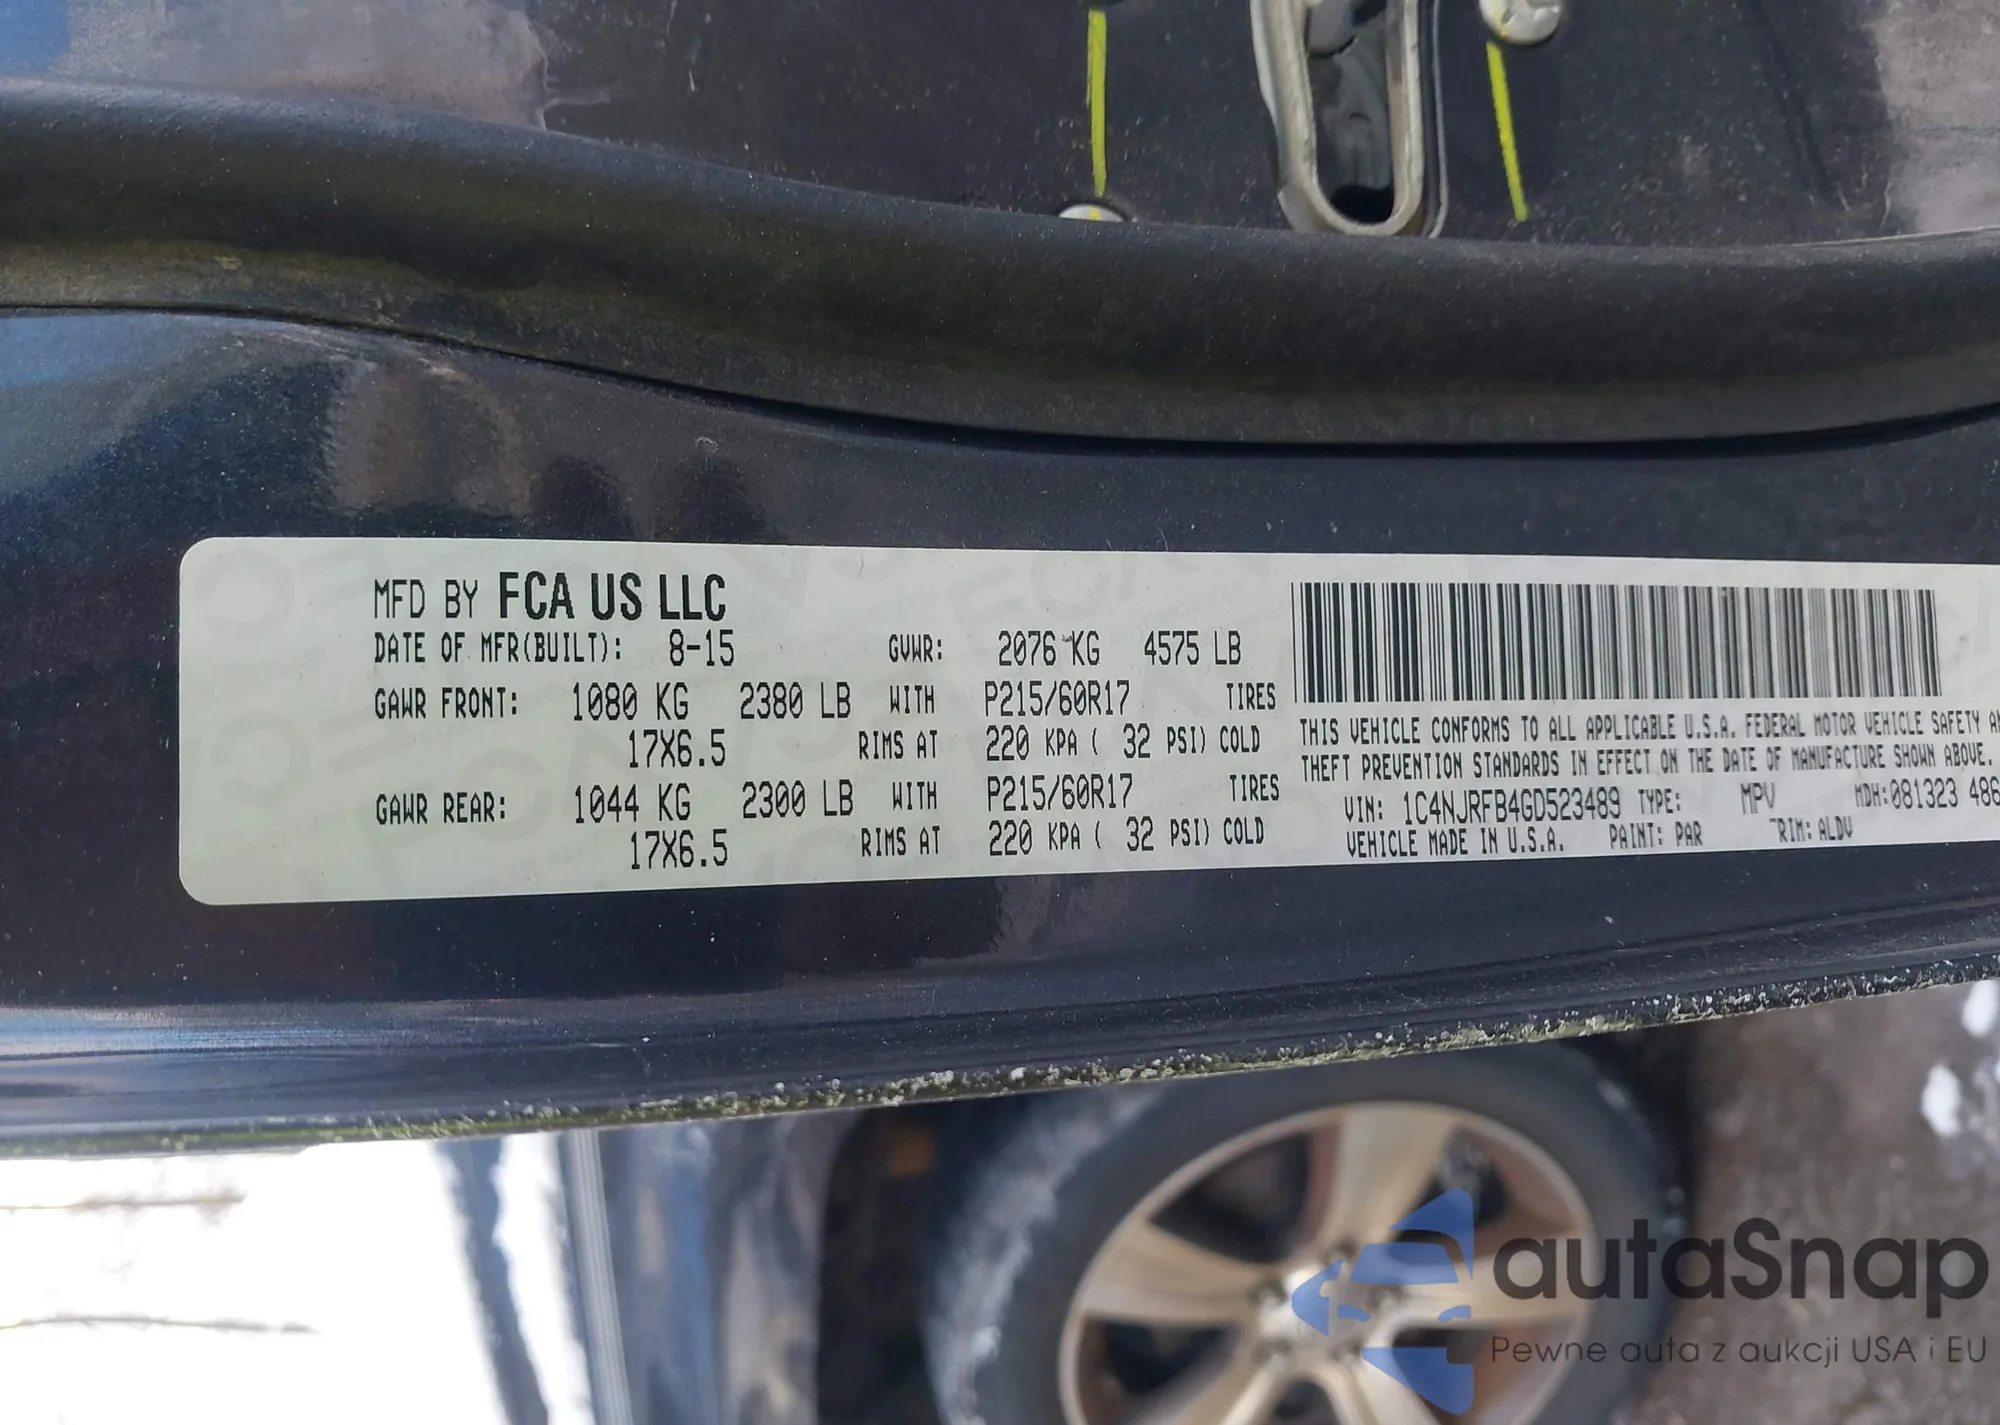 MFD BY FCA US LLC
DATE OF MFR(BUILT): 8-15 GVWR: 2076 KG 4575 LB
GAWR FRONT: 1080 KG 2380 LB WITH P215/60R17 TIRES
17X6.5 RIMS AT 220 KPA ( 32 PSI) COLD
GAWR REAR: 1044 KG 2300 LB WITH P215/60R17 TIRES
17X6.5 RIMS AT 220 KPA ( 32 PSI) COLD
THIS VEHICLE CONFORMS TO ALL APPLICABLE U.S.A. FEDERAL MOTOR VEHICLE SAFETY
THEFT PREVENTION STANDARDS IN EFFECT ON THE DATE OF MANUFACTURE SHOWN ABOVE.
VIN: 1C4NJRFB4GD523489 TYPE: MPV MDH:081323 486
VEHICLE MADE IN U.S.A. PAINT: PAR TRIM: ALDV
autaSnap
Pewne auta z aukcji USA i EU